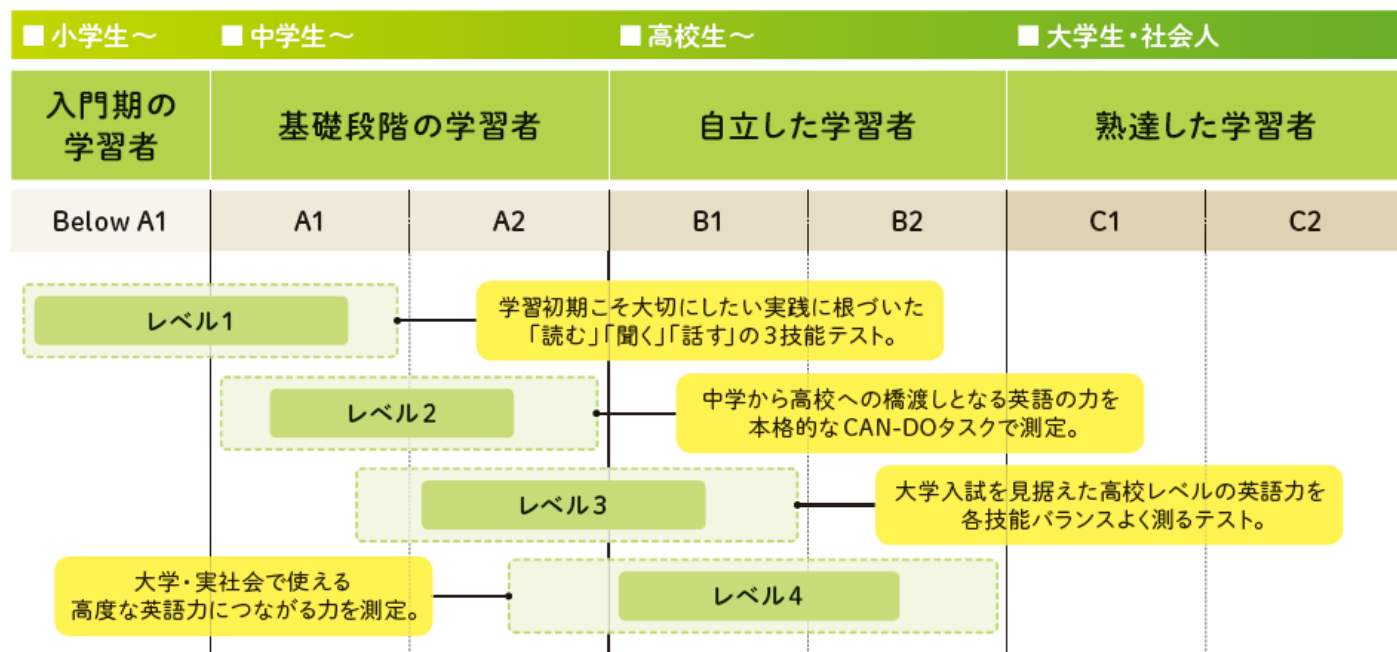 ■ 小学生～
■ 中学生～
■ 高校生～
■ 大学生・社会人
入門期の
学習者
基礎段階の学習者
自立した学習者
熟達した学習者
Below A1
A1
A2
B1
B2
C1
C2
レベル1
学習初期こそ大切にしたい実践に根づいた
「読む」「聞く」「話す」の3技能テスト。
レベル2
中学から高校への橋渡しとなる英語の力を
本格的なCAN-DOタスクで測定。
レベル3
大学入試を見据えた高校レベルの英語力を
各技能バランスよく測るテスト。
大学・実社会で使える
高度な英語力につながる力を測定。
レベル4